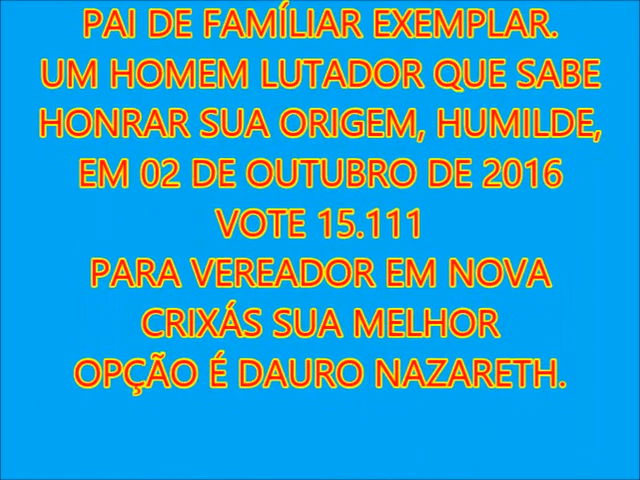 PAI DE FAMÍLIAR EXEMPLAR.
UM HOMEM LUTADOR QUE SABE
HONRAR SUA ORIGEM, HUMILDE,
EM 02 DE OUTUBRO DE 2016
VOTE 15.111
PARA VEREADOR EM NOVA
CRIXÁS SUA MELHOR
OPÇÃO É DAURO NAZARETH.